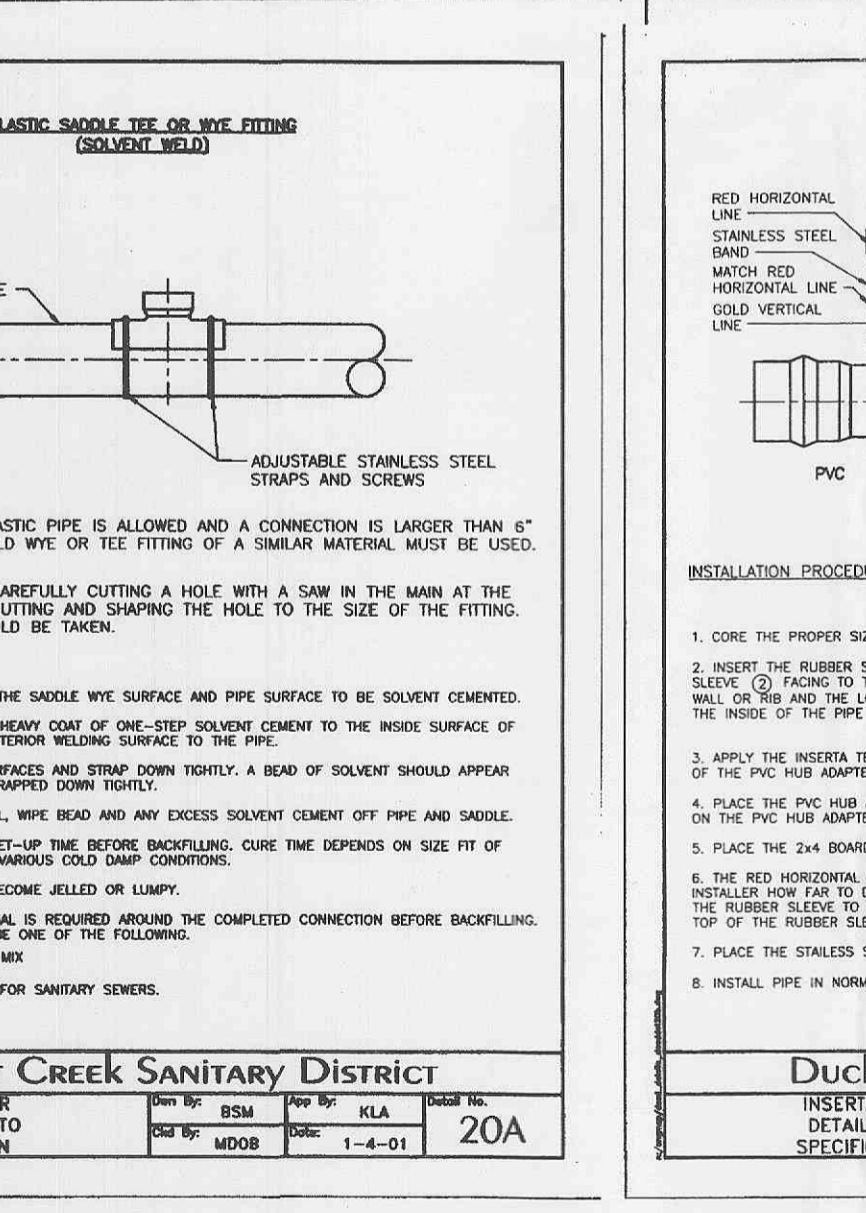 LASTIC SADDLE TEE OR WYE FITTING
(SOLVENT WELD)
E
ADJUSTABLE STAINLESS STEEL
STRAPS AND SCREWS
ASTIC PIPE IS ALLOWED AND A CONNECTION IS LARGER THAN 6"
LD WYE OR TEE FITTING OF A SIMILAR MATERIAL MUST BE USED.
AREFULLY CUTTING A HOLE WITH A SAW IN THE MAIN AT THE
UTTING AND SHAPING THE HOLE TO THE SIZE OF THE FITTING.
LD BE TAKEN.
THE SADDLE WYE SURFACE AND PIPE SURFACE TO BE SOLVENT CEMENTED.
HEAVY COAT OF ONE-STEP SOLVENT CEMENT TO THE INSIDE SURFACE OF
TERIOR WELDING SURFACE TO THE PIPE.
RFACES AND STRAP DOWN TIGHTLY. A BEAD OF SOLVENT SHOULD APPEAR
RAPPED DOWN TIGHTLY.
L, WIPE BEAD AND ANY EXCESS SOLVENT CEMENT OFF PIPE AND SADDLE.
ET-UP TIME BEFORE BACKFILLING. CURE TIME DEPENDS ON SIZE FIT OF
VARIOUS COLD DAMP CONDITIONS.
ECOME JELLED OR LUMPY.
AL IS REQUIRED AROUND THE COMPLETED CONNECTION BEFORE BACKFILLING.
BE ONE OF THE FOLLOWING.
MIX
FOR SANITARY SEWERS.
CREEK SANITARY DISTRICT
R
TO
N
Dwn By: BSM
App By: KLA
Detail No.
Ckd By: MDOB
Date: 1-4-01
20A
RED HORIZONTAL
LINE
STAINLESS STEEL
BAND
MATCH RED
HORIZONTAL LINE
GOLD VERTICAL
LINE
PVC
INSTALLATION PROCEDU
1. CORE THE PROPER SIZ
2. INSERT THE RUBBER S
SLEEVE ② FACING TO T
WALL OR RIB AND THE L
THE INSIDE OF THE PIPE
3. APPLY THE INSERTA TE
OF THE PVC HUB ADAPTE
4. PLACE THE PVC HUB
ON THE PVC HUB ADAPTE
5. PLACE THE 2x4 BOARD
6. THE RED HORIZONTAL
INSTALLER HOW FAR TO D
THE RUBBER SLEEVE TO
TOP OF THE RUBBER SLE
7. PLACE THE STAILESS S
8. INSTALL PIPE IN NORM
DUC
INSERT
DETAIL
SPECIFI